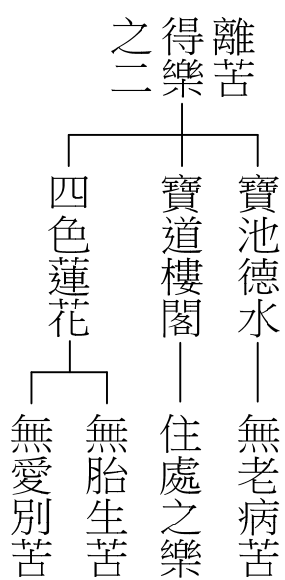 離苦
得樂
之二
寶池德水
寶道樓閣
四色蓮花
無老病苦
住處之樂
無胎生苦
無愛別苦